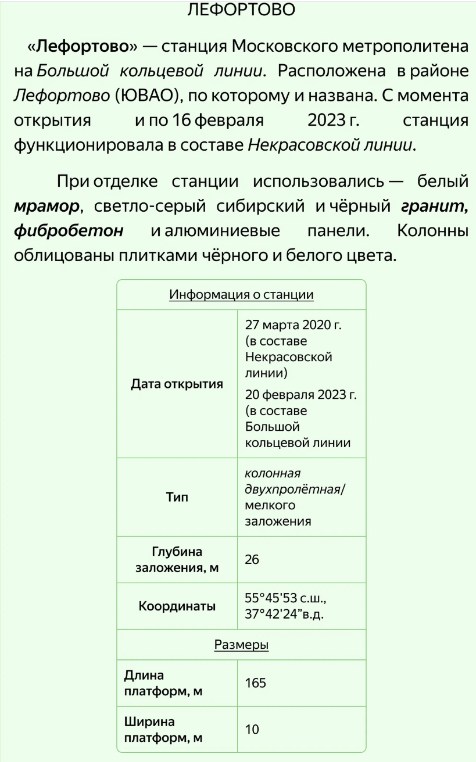 ЛЕФОРТОВО
«Лефортово» — станция Московского метрополитена
на Большой кольцевой линии. Расположена в районе
Лефортово (ЮВАО), по которому и названа. С момента
открытия и по 16 февраля 2023 г. станция
функционировала в составе Некрасовской линии.
При отделке станции использовались — белый
мрамор, светло-серый сибирский и чёрный гранит,
фибробетон и алюминиевые панели. Колонны
облицованы плитками чёрного и белого цвета.
Информация о станции
Дата открытия
27 марта 2020 г.
(в составе
Некрасовской
линии)
20 февраля 2023 г.
(в составе
Большой
кольцевой линии
Тип
колонная
двухпролётная/
мелкого
заложения
Глубина
заложения, м
26
Координаты
55°45'53 с.ш.,
37°42'24”в.д.
Размеры
Длина
платформ, м
165
Ширина
платформ, м
10